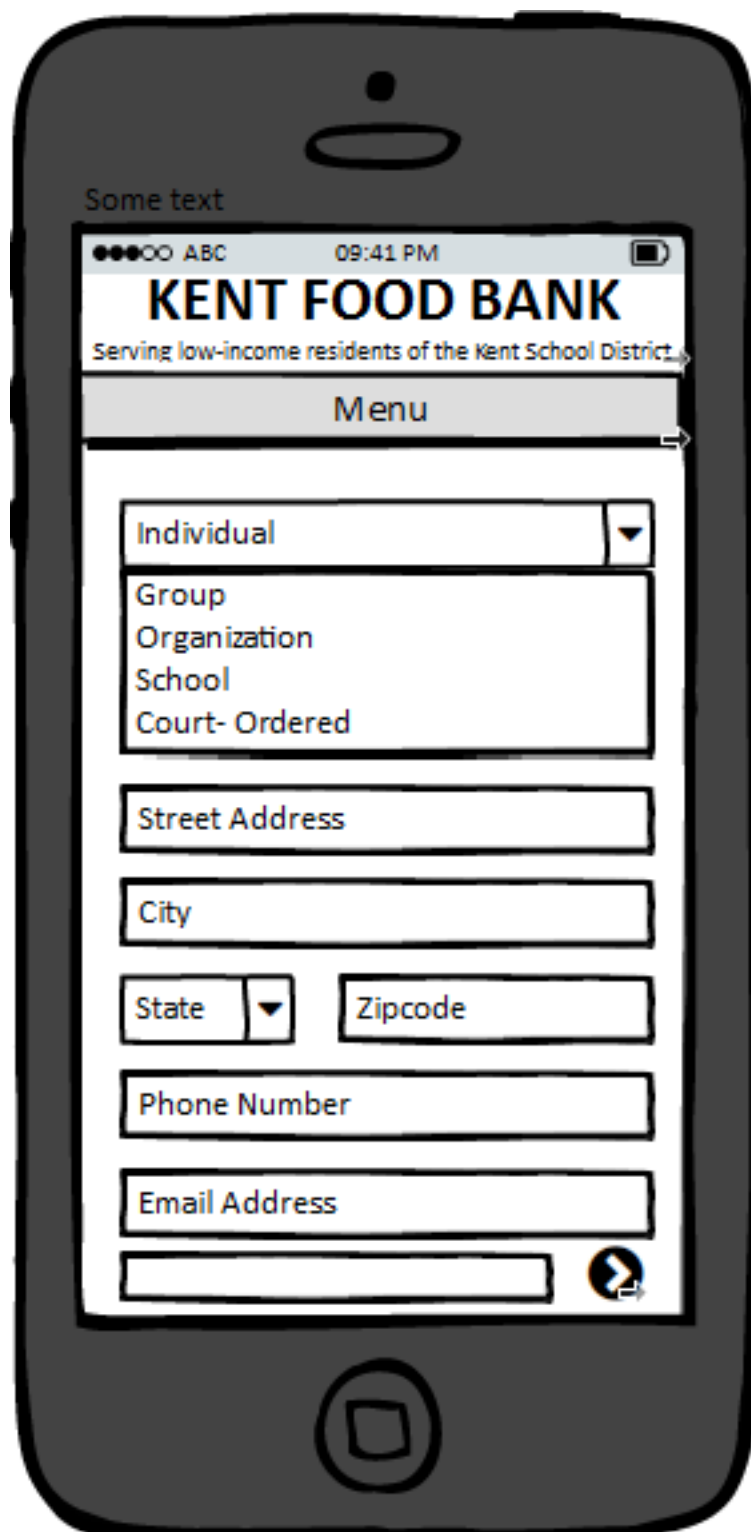 Some text
ABC 09:41 PM
KENT FOOD BANK
Serving low-income residents of the Kent School District
Menu
Individual
Group
Organization
School
Court- Ordered
Street Address
City
State Zipcode
Phone Number
Email Address